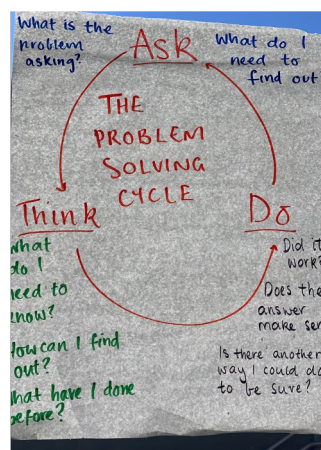 What is the
problem
asking?
Ask
What do I
need to
find out
THE
PROBLEM
SOLVING
CYCLE
Think
what
do I
need to
know?
How can I find
out?
What have I done
before?
Do
Did it
work?
Does the
answer
make sen
Is there another
way I could do
to be sure?